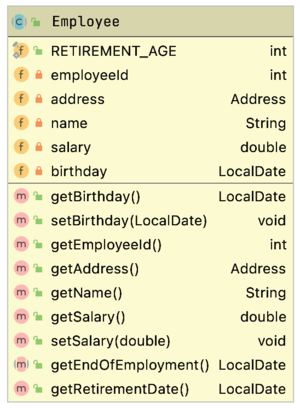 Employee
RETIREMENT_AGE int
employeeId int
address Address
name String
salary double
birthday LocalDate
getBirthday() LocalDate
setBirthday(LocalDate) void
getEmployeeId() int
getAddress() Address
getName() String
getSalary() double
setSalary(double) void
getEndOfEmployment() LocalDate
getRetirementDate() LocalDate